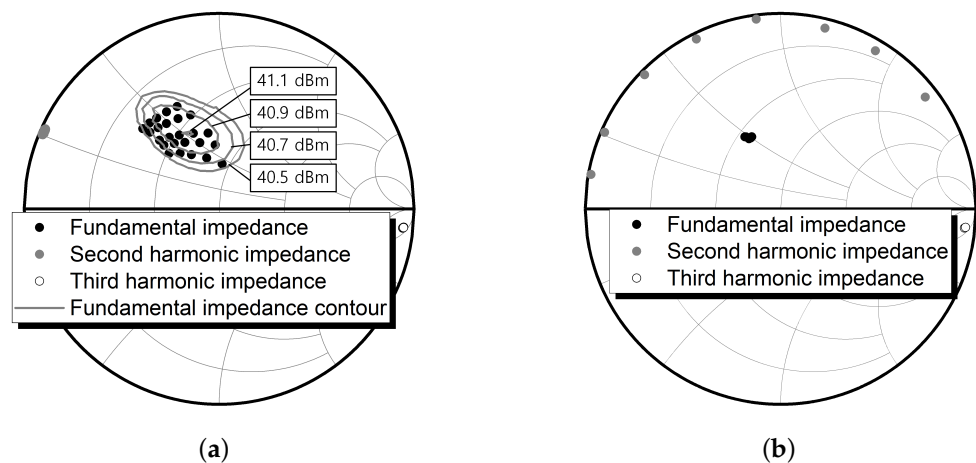 41.1 dBm
40.9 dBm
40.7 dBm
40.5 dBm
Fundamental impedance
Second harmonic impedance
Third harmonic impedance
Fundamental impedance contour
(a)
Fundamental impedance
Second harmonic impedance
Third harmonic impedance
(b)